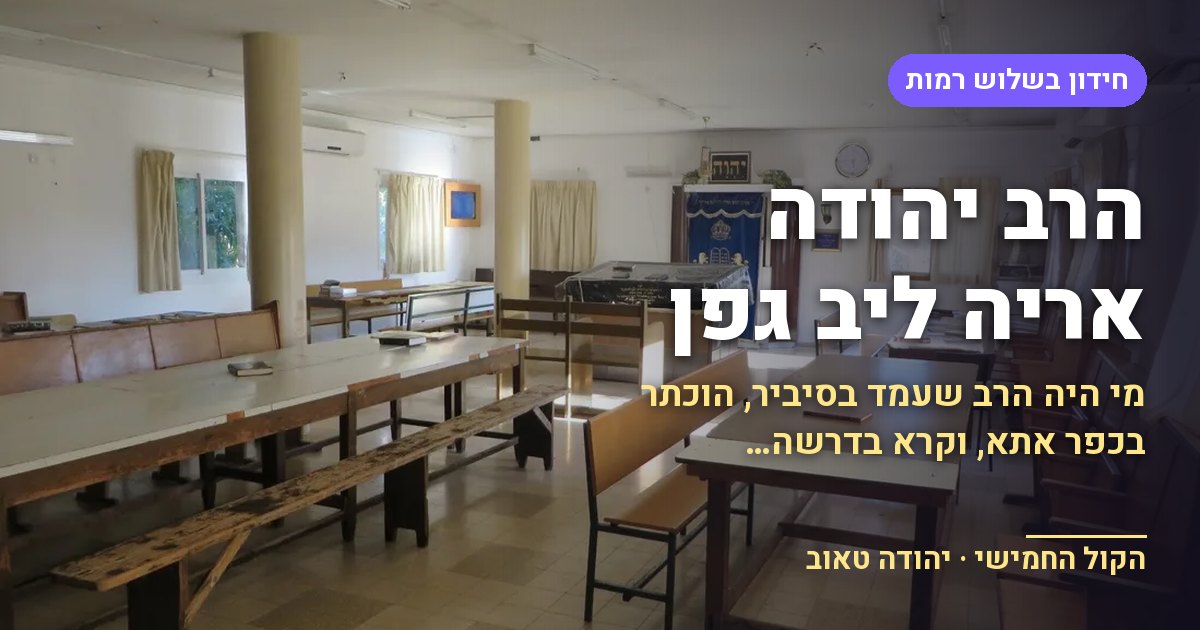 חידון בשלוש רמות
יהוה
הרב יהודה
אריה ליב גפן
מי היה הרב שעמד בסיביר, הוכתר
בכפר אתא, וקרא בדרשה...
הקול החמישי · יהודה טאוב